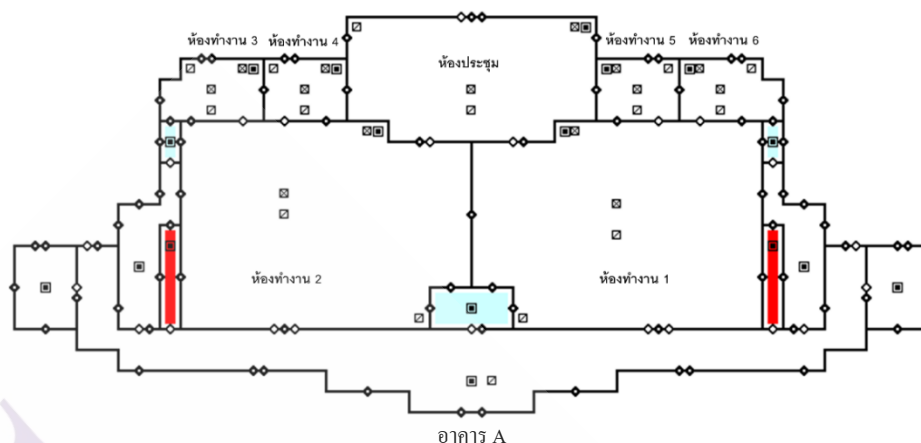 ห้องทำงาน 3
ห้องทำงาน 4
ห้องประชุม
ห้องทำงาน 5
ห้องทำงาน 6
ห้องทำงาน 2
ห้องทำงาน 1
อาคาร A